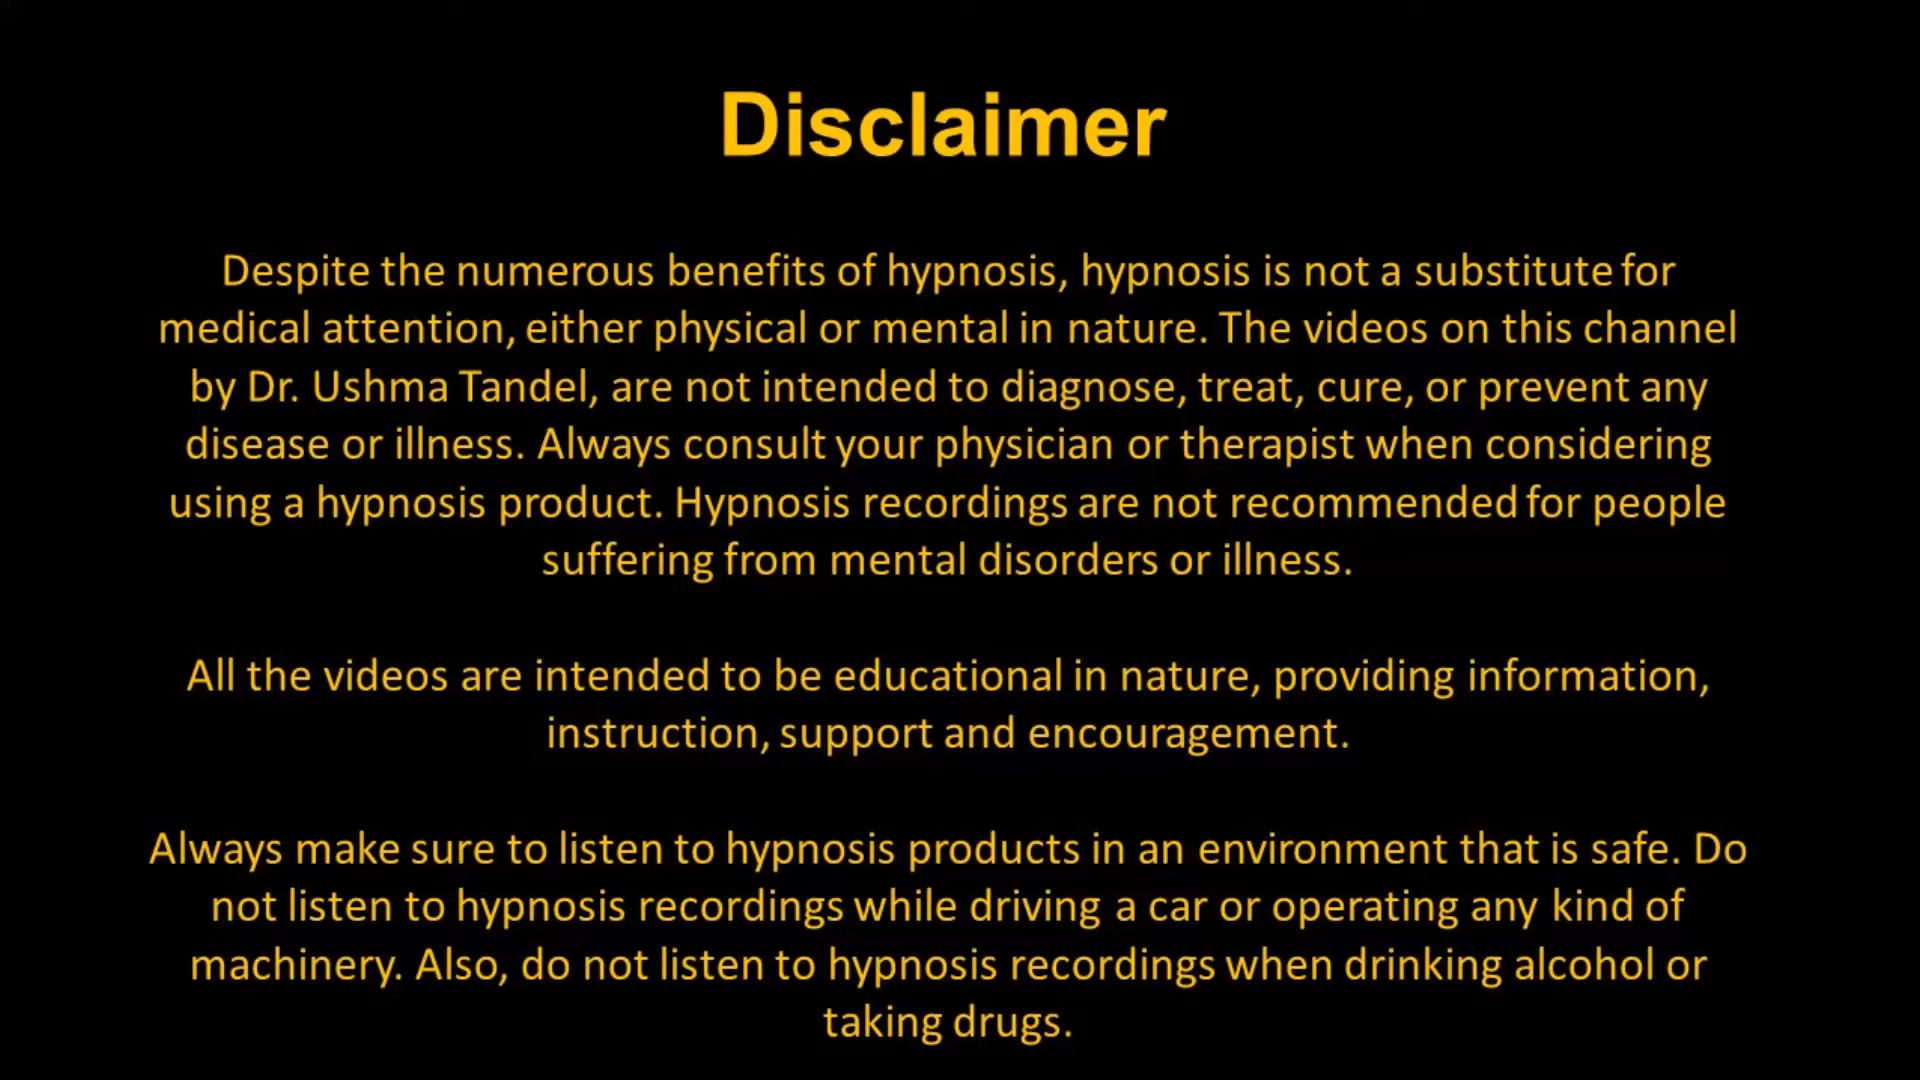 Disclaimer
Despite the numerous benefits of hypnosis, hypnosis is not a substitute for
medical attention, either physical or mental in nature. The videos on this channel
by Dr. Ushma Tandel, are not intended to diagnose, treat, cure, or prevent any
disease or illness. Always consult your physician or therapist when considering
using a hypnosis product. Hypnosis recordings are not recommended for people
suffering from mental disorders or illness.
All the videos are intended to be educational in nature, providing information,
instruction, support and encouragement.
Always make sure to listen to hypnosis products in an environment that is safe. Do
not listen to hypnosis recordings while driving a car or operating any kind of
machinery. Also, do not listen to hypnosis recordings when drinking alcohol or
taking drugs.